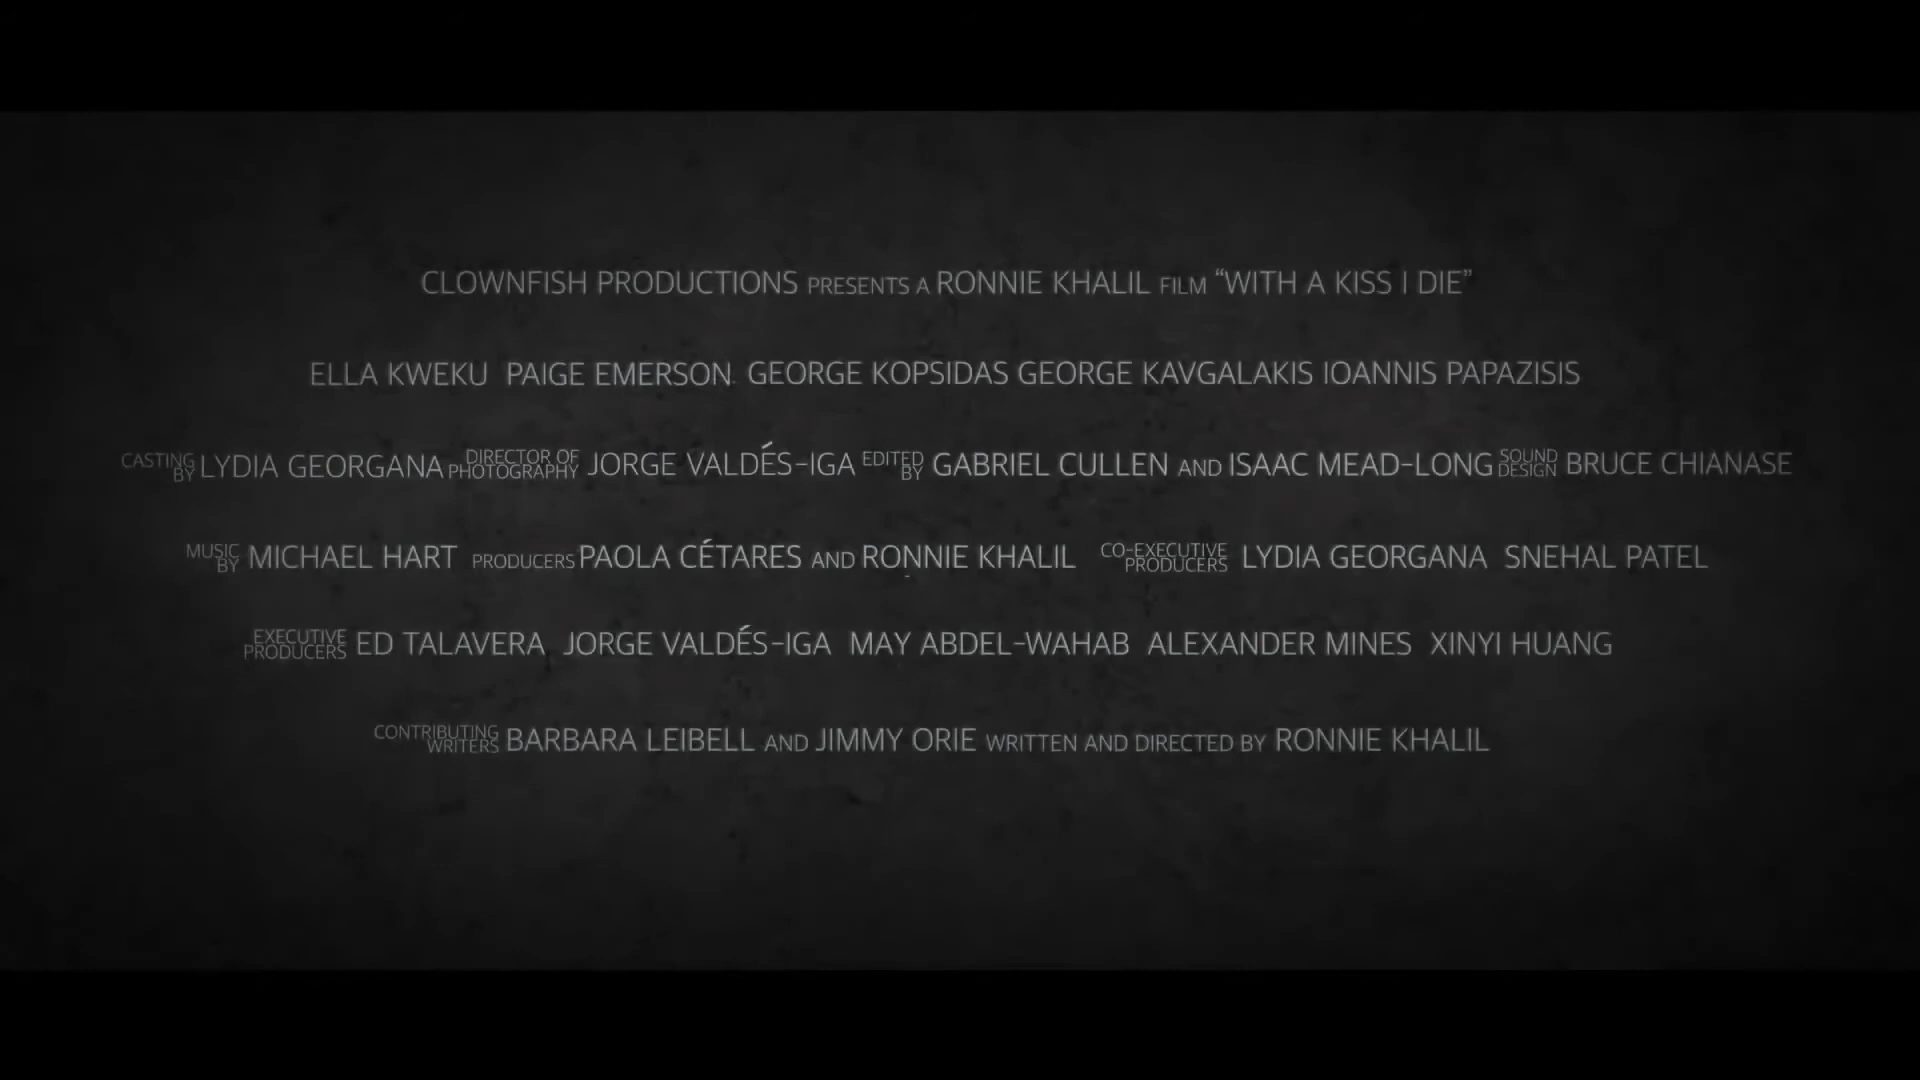 CLOWNFISH PRODUCTIONS PRESENTS A RONNIE KHALIL FILM “WITH A KISS I DIE”
ELLA KWEKU PAIGE EMERSON GEORGE KOPSIDAS GEORGE KAVGALAKIS IOANNIS PAPAZISIS
CASTING BY LYDIA GEORGANA DIRECTOR OF PHOTOGRAPHY JORGE VALDÉS-IGA EDITED BY GABRIEL CULLEN AND ISAAC MEAD-LONG SOUND DESIGN BRUCE CHIANASE
MUSIC BY MICHAEL HART PRODUCERS PAOLA CÉTARES AND RONNIE KHALIL CO-EXECUTIVE PRODUCERS LYDIA GEORGANA SNEHAL PATEL
EXECUTIVE PRODUCERS ED TALAVERA JORGE VALDÉS-IGA MAY ABDEL-WAHAB ALEXANDER MINES XINYI HUANG
CONTRIBUTING WRITERS BARBARA LEIBELL AND JIMMY ORIE WRITTEN AND DIRECTED BY RONNIE KHALIL